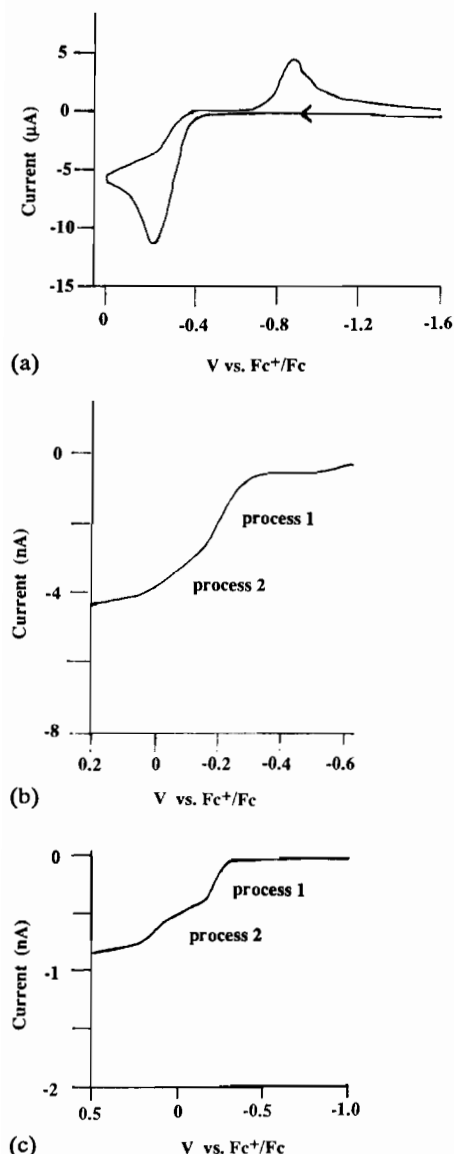 5
0
-5
-10
-15
Current (μA)
0 -0.4 -0.8 -1.2 -1.6
(a) V vs. Fc+/Fc
0
-4
-8
Current (nA)
process 1
process 2
0.2 0 -0.2 -0.4 -0.6
(b) V vs. Fc+/Fc
0
-1
-2
Current (nA)
process 1
process 2
0.5 0 -0.5 -1.0
(c) V vs. Fc+/Fc